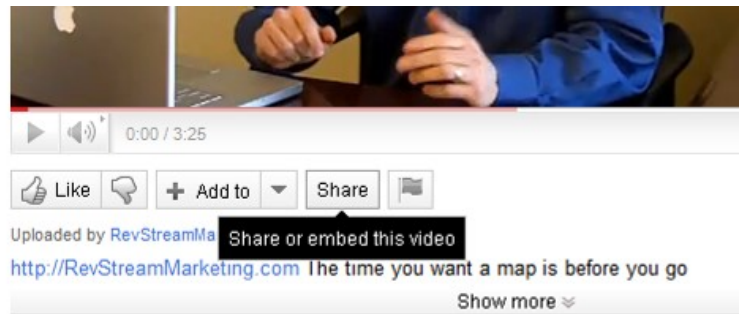 0:00 / 3:25
Like Add to Share
Uploaded by RevStreamMa
Share or embed this video
http://RevStreamMarketing.com The time you want a map is before you go
Show more